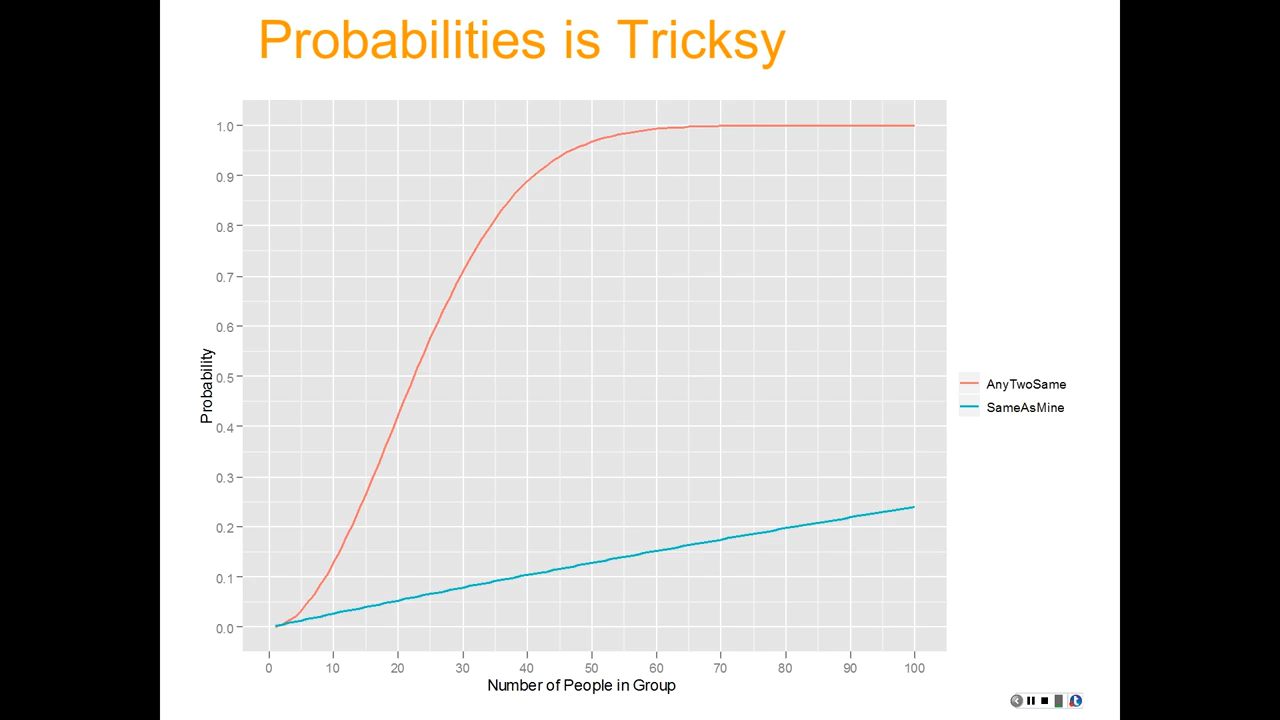 Probabilities is Tricksy
1.0
0.9
0.8
0.7
0.6
0.5
0.4
0.3
0.2
0.1
0.0
Probability
0 10 20 30 40 50 60 70 80 90 100
Number of People in Group
AnyTwoSame
SameAsMine
t